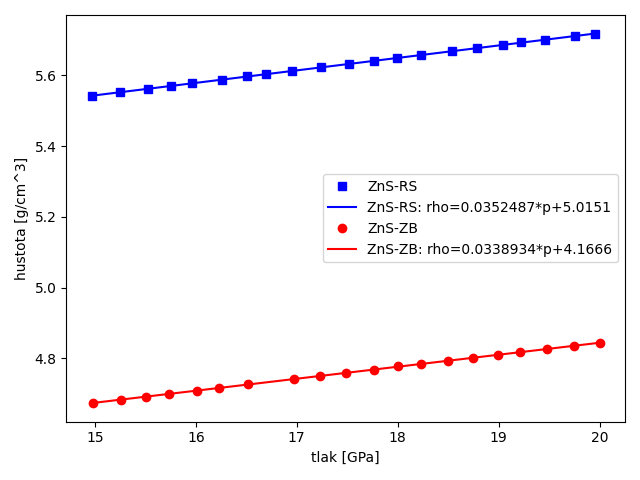 5.6
5.4
5.2
5.0
4.8
hustota [g/cm^3]
ZnS-RS
ZnS-RS: rho=0.0352487*p+5.0151
ZnS-ZB
ZnS-ZB: rho=0.0338934*p+4.1666
15 16 17 18 19 20
tlak [GPa]